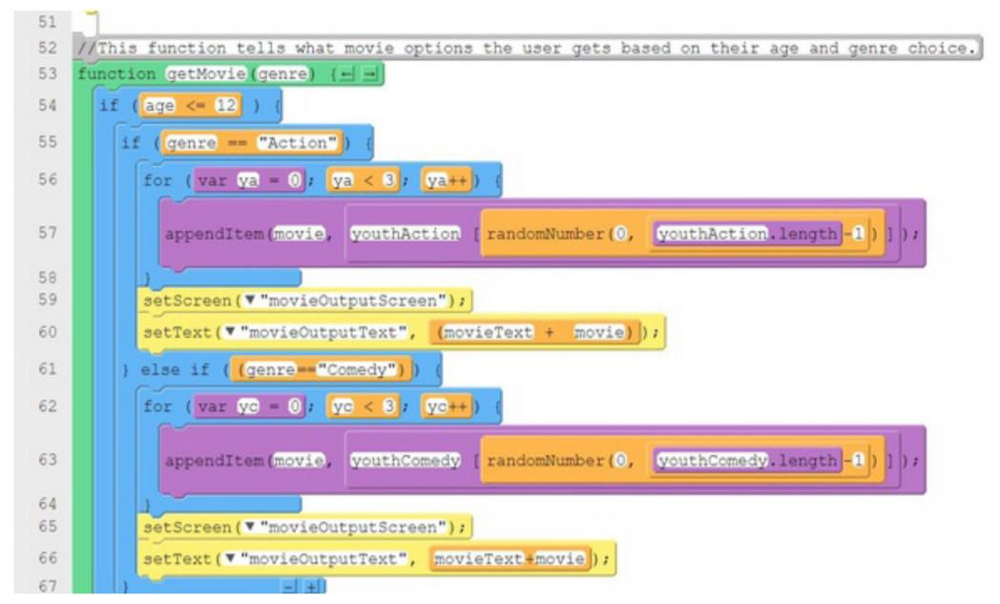 51
52 //This function tells what movie options the user gets based on their age and genre choice.
53 function getMovie(genre) {
54 if (age <= 12) {
55 if (genre == "Action") {
56 for (var ya = 0; ya < 3; ya++) {
57 appendItem(movie, youthAction [randomNumber(0, youthAction.length-1)]);
58 }
59 setScreen(▼"movieOutputScreen");
60 setText(▼"movieOutputText", (movieText + movie));
61 } else if ((genre=="Comedy")) {
62 for (var yc = 0; yc < 3; yc++) {
63 appendItem(movie, youthComedy [randomNumber(0, youthComedy.length-1)]);
64 }
65 setScreen(▼"movieOutputScreen");
66 setText(▼"movieOutputText", movieText+movie);
67 } - +